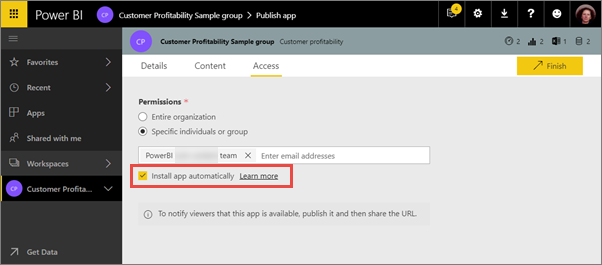 Power BI CP Customer Profitability Sample group > Publish app 4
CP Customer Profitability Sample group Customer profitability 2 2 1 2
Favorites
Recent
Apps
Shared with me
Workspaces
CP Customer Profita...
Get Data
Details Content Access Finish
Permissions *
Entire organization
Specific individuals or group
PowerBI team Enter email addresses
Install app automatically Learn more
To notify viewers that this app is available, publish it and then share the URL.